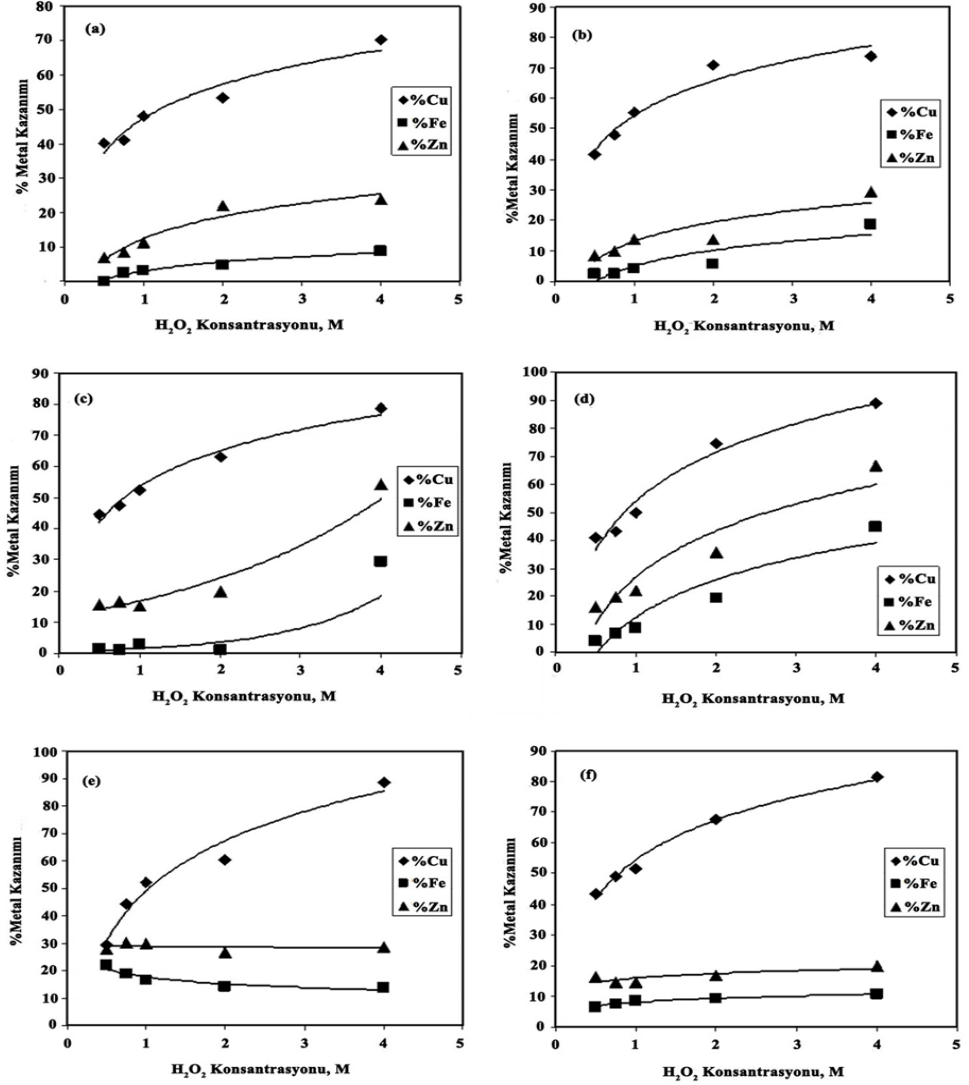 (a)
% Metal Kazanımı
70
60
50
40
30
20
10
0
1
2
3
4
5
%Cu
%Fe
%Zn
H₂O₂ Konsantrasyonu, M
(b)
%Metal Kazanımı
90
80
70
60
50
40
30
20
10
0
0
1
2
3
4
5
%Cu
%Fe
%Zn
H₂O₂ Konsantrasyonu, M
(c)
%Metal Kazanımı
90
80
70
60
50
40
30
20
10
0
0
1
2
3
4
5
%Cu
%Fe
%Zn
H₂O₂ Konsantrasyonu, M
(d)
%Metal Kazanımı
100
90
80
70
60
50
40
30
20
10
0
0
1
2
3
4
5
%Cu
%Fe
%Zn
H₂O₂ Konsantrasyonu, M
(e)
%Metal Kazanımı
100
90
80
70
60
50
40
30
20
10
0
0
1
2
3
4
5
%Cu
%Fe
%Zn
H₂O₂ Konsantrasyonu, M
(f)
%Metal Kazanımı
90
80
70
60
50
40
30
20
10
0
0
1
2
3
4
5
%Cu
%Fe
%Zn
H₂O₂ Konsantrasyonu, M